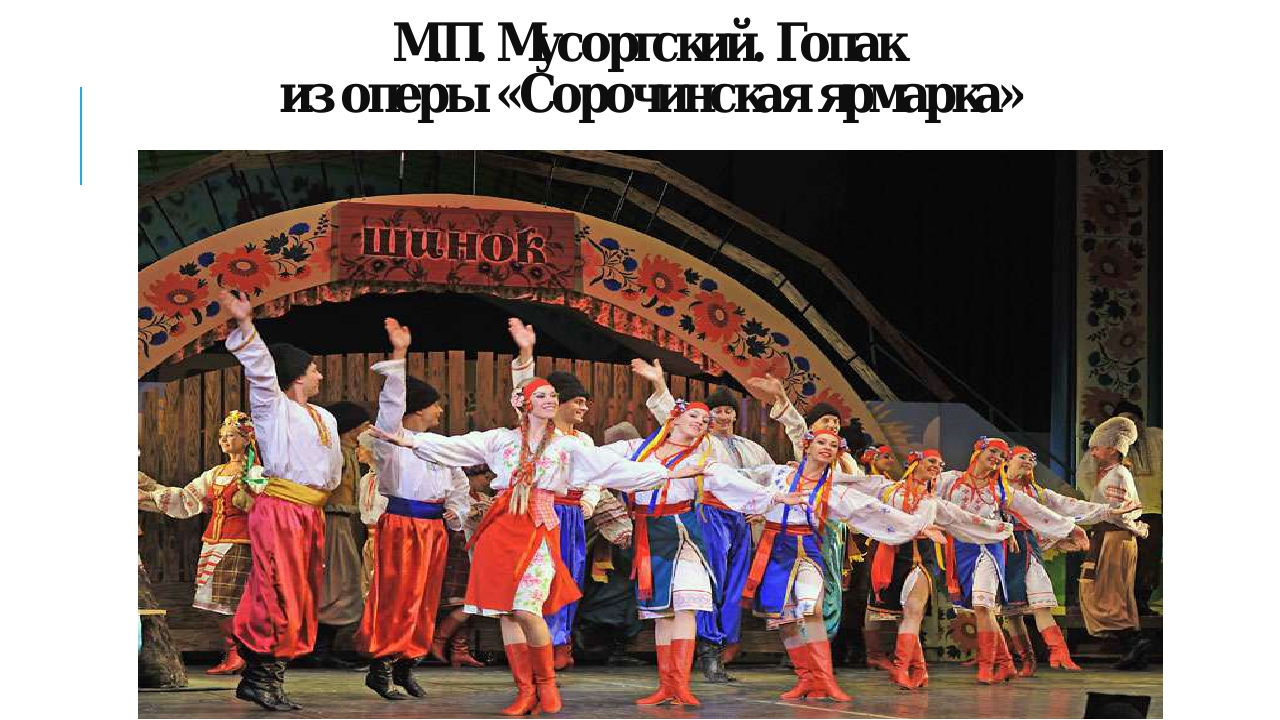 М.П. Мусоргский. Гопак
из оперы «Сорочинская ярмарка»
шинок